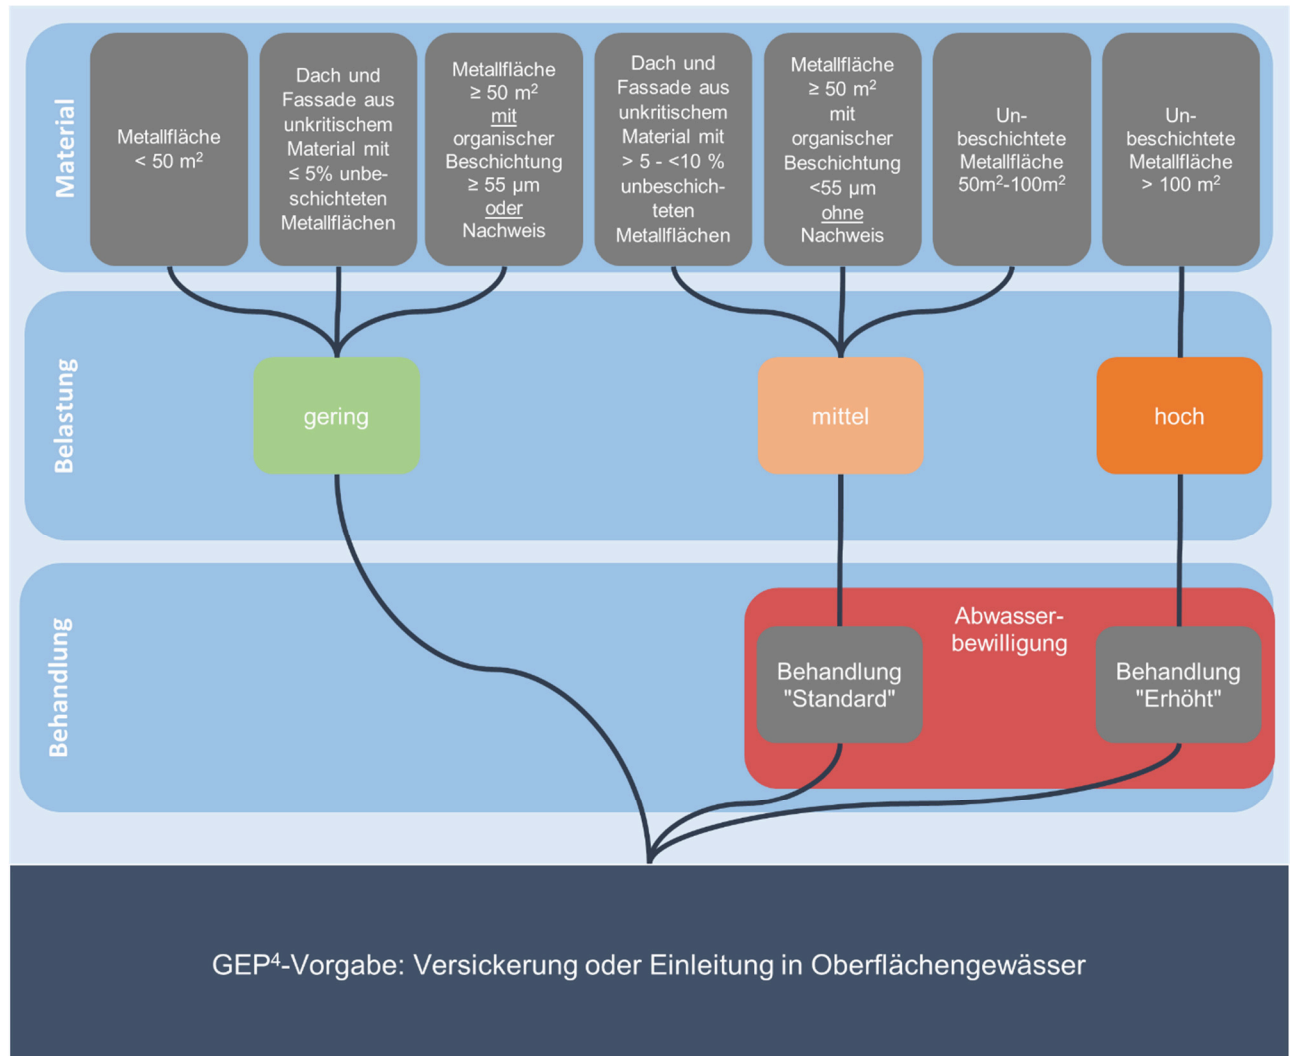 Material
Metallfläche
< 50 m²
Dach und
Fassade aus
unkritischem
Material mit
≤ 5% unbe-
schichteten
Metallflächen
Metallfläche
≥ 50 m²
mit
organischer
Beschichtung
≥ 55 µm
oder
Nachweis
Dach und
Fassade aus
unkritischem
Material mit
> 5 - <10 %
unbeschich-
teten
Metallflächen
Metallfläche
≥ 50 m²
mit
organischer
Beschichtung
<55 µm
ohne
Nachweis
Un-
beschichtete
Metallfläche
50m²-100m²
Un-
beschichtete
Metallfläche
> 100 m²
Belastung
gering
mittel
hoch
Behandlung
Abwasser-
bewilligung
Behandlung
"Standard"
Behandlung
"Erhöht"
GEP⁴-Vorgabe: Versickerung oder Einleitung in Oberflächengewässer